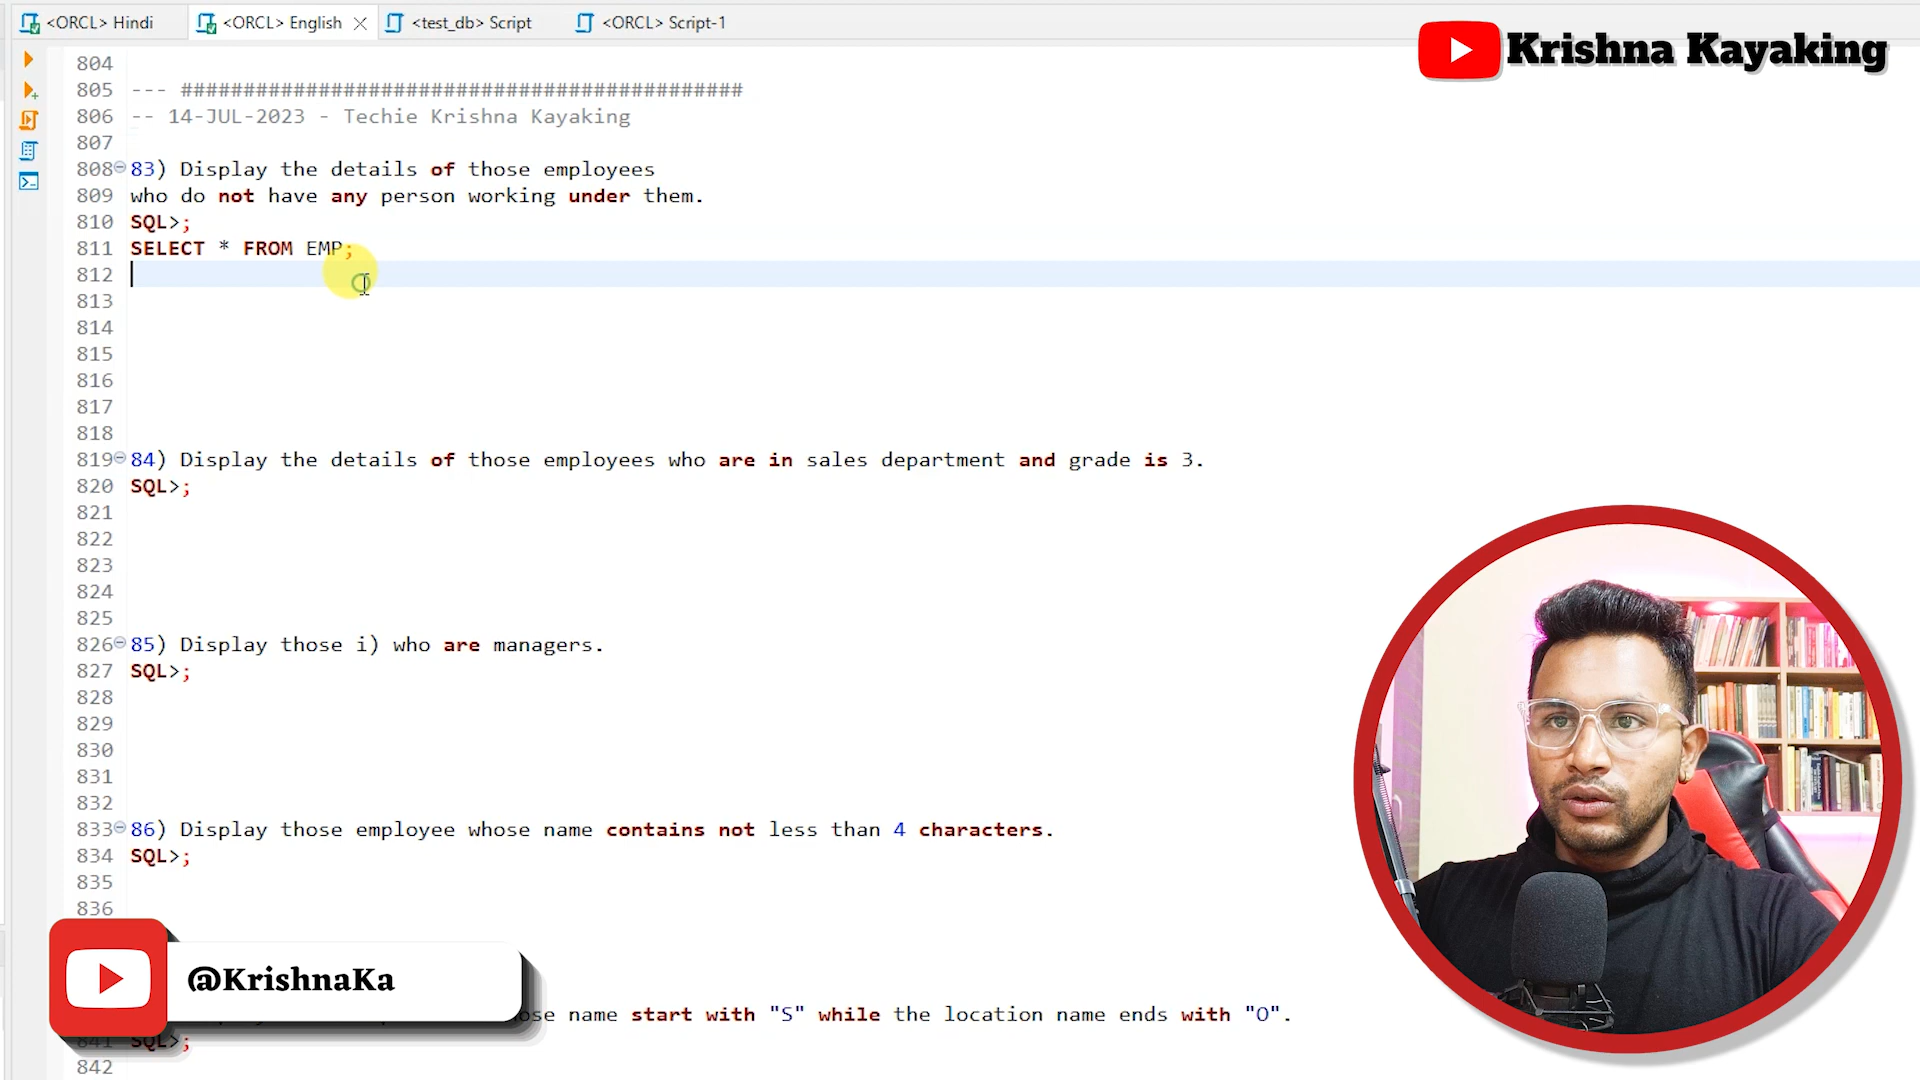 <ORCL> Hindi
<ORCL> English
<test_db> Script
<ORCL> Script-1
Krishna Kayaking
804
805 --- #############################################
806 -- 14-JUL-2023 - Techie Krishna Kayaking
807
808 83) Display the details of those employees
809 who do not have any person working under them.
810 SQL>;
811 SELECT * FROM EMP;
812
813
814
815
816
817
818
819 84) Display the details of those employees who are in sales department and grade is 3.
820 SQL>;
821
822
823
824
825
826 85) Display those i) who are managers.
827 SQL>;
828
829
830
831
832
833 86) Display those employee whose name contains not less than 4 characters.
834 SQL>;
835
836
@KrishnaKa
name start with "S" while the location name ends with "O".
841 SQL>;
842